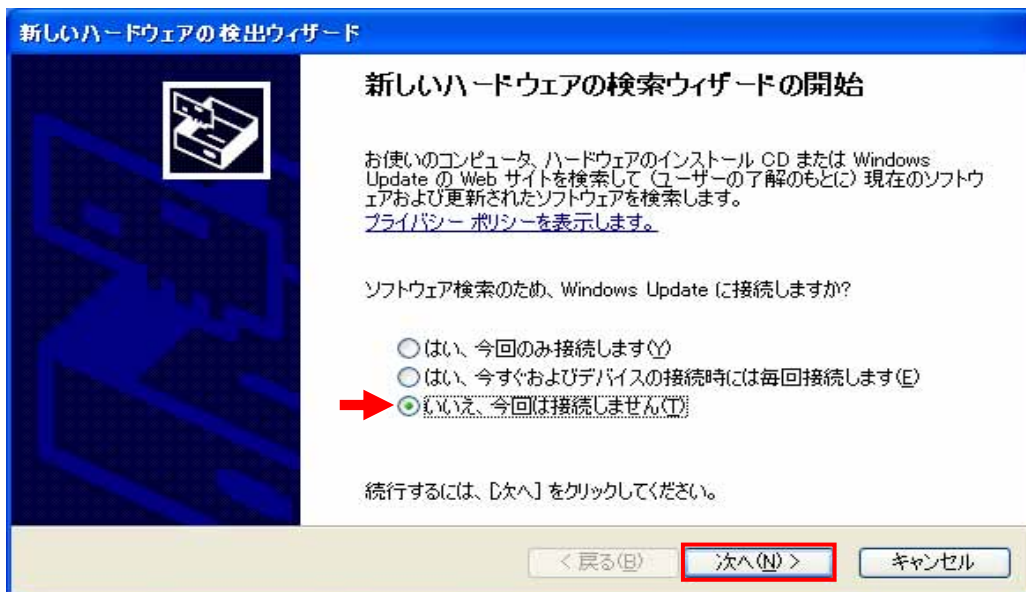 新しいハードウェアの検出ウィザード
新しいハードウェアの検索ウィザードの開始
お使いのコンピュータ、ハードウェアのインストール CD または Windows
Update の Web サイトを検索して (ユーザーの了解のもとに) 現在のソフトウ
ェアおよび更新されたソフトウェアを検索します。
プライバシー ポリシーを表示します。
ソフトウェア検索のため、Windows Update に接続しますか?
はい、今回のみ接続します(Y)
はい、今すぐおよびデバイスの接続時には毎回接続します(E)
いいえ、今回は接続しません(T)
続行するには、[次へ] をクリックしてください。
< 戻る(B)
次へ(N) >
キャンセル